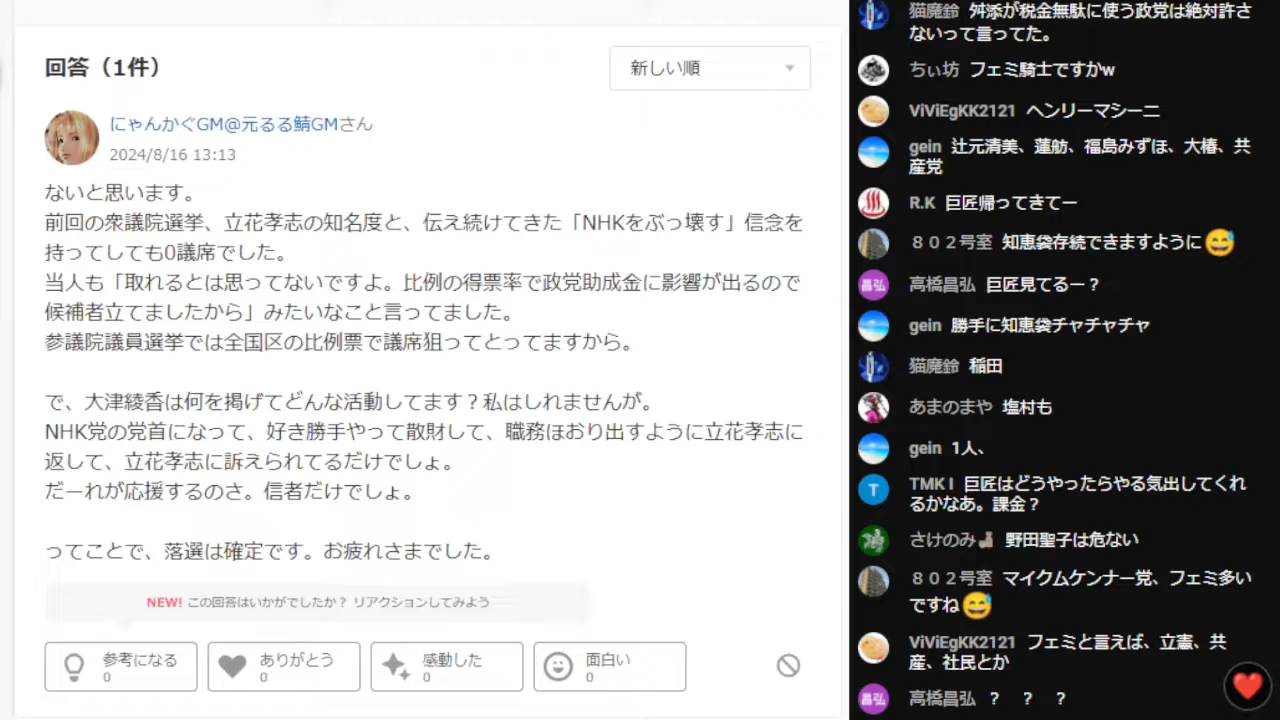 回答（1件）
新しい順
にゃんかぐGM@元るる鯖GMさん
2024/8/16 13:13
ないと思います。
前回の衆議院選挙、立花孝志の知名度と、伝え続けてきた「NHKをぶっ壊す」信念を
持ってしても0議席でした。
当人も「取れるとは思ってないですよ。比例の得票率で政党助成金に影響が出るので
候補者立てましたから」みたいなこと言ってました。
参議院議員選挙では全国区の比例票で議席狙ってとってますから。
で、大津綾香は何を掲げてどんな活動してます？私はしれませんが。
NHK党の党首になって、好き勝手やって散財して、職務ほおり出すように立花孝志に
返して、立花孝志に訴えられてるだけでしょ。
だーれが応援するのさ。信者だけでしょ。
ってことで、落選は確定です。お疲れさまでした。
NEW! この回答はいかがでしたか？ リアクションしてみよう
参考になる
0
ありがとう
0
感動した
0
面白い
0
猫魔鈴 舛添が税金無駄に使う政党は絶対許さ
ないって言ってた。
ちぃ坊 フェミ騎士ですかw
ViViEgKK2121 ヘンリーマシーニ
gein 辻元清美、蓮舫、福島みずほ、大椿、共
産党
R.K 巨匠帰ってきてー
８０２号室 知恵袋存続できますように😅
昌弘
高橋昌弘 巨匠見てるー？
gein 勝手に知恵袋チャチャチャ
猫魔鈴 稲田
あまのまや 塩村も
gein 1人、
T
TMK I 巨匠はどうやったらやる気出してくれ
るかなあ。課金？
さけのみ🍶 野田聖子は危ない
８０２号室 マイクムケンナー党、フェミ多い
ですね😅
ViViEgKK2121 フェミと言えば、立憲、共
産、社民とか
昌弘
高橋昌弘 ？ ？ ？